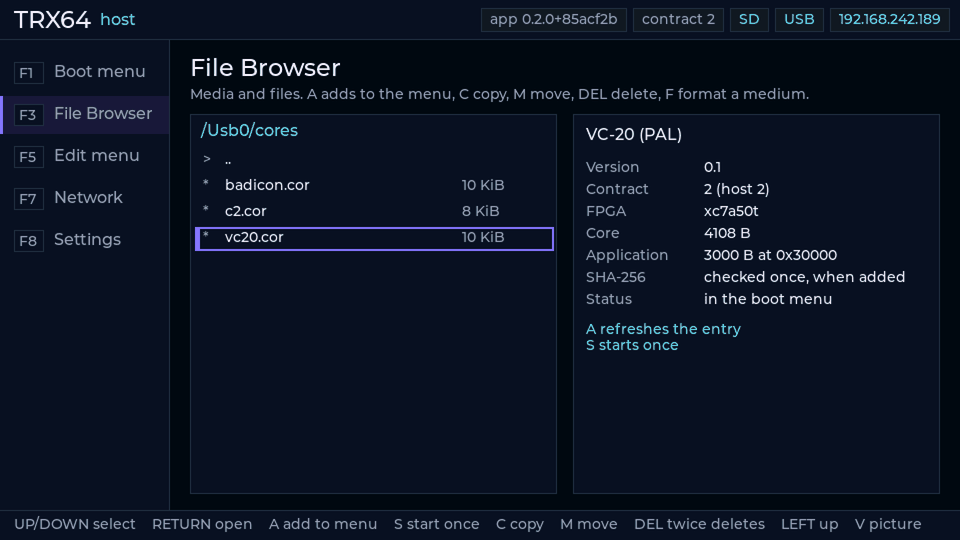 TRX64 host
app 0.2.0+85acf2b
contract 2
SD
USB
192.168.242.189
F1 Boot menu
F3 File Browser
F5 Edit menu
F7 Network
F8 Settings
File Browser
Media and files. A adds to the menu, C copy, M move, DEL delete, F format a medium.
/Usb0/cores
> ..
* badicon.cor 10 KiB
* c2.cor 8 KiB
* vc20.cor 10 KiB
VC-20 (PAL)
Version 0.1
Contract 2 (host 2)
FPGA xc7a50t
Core 4108 B
Application 3000 B at 0x30000
SHA-256 checked once, when added
Status in the boot menu
A refreshes the entry
S starts once
UP/DOWN select RETURN open A add to menu S start once C copy M move DEL twice deletes LEFT up V picture